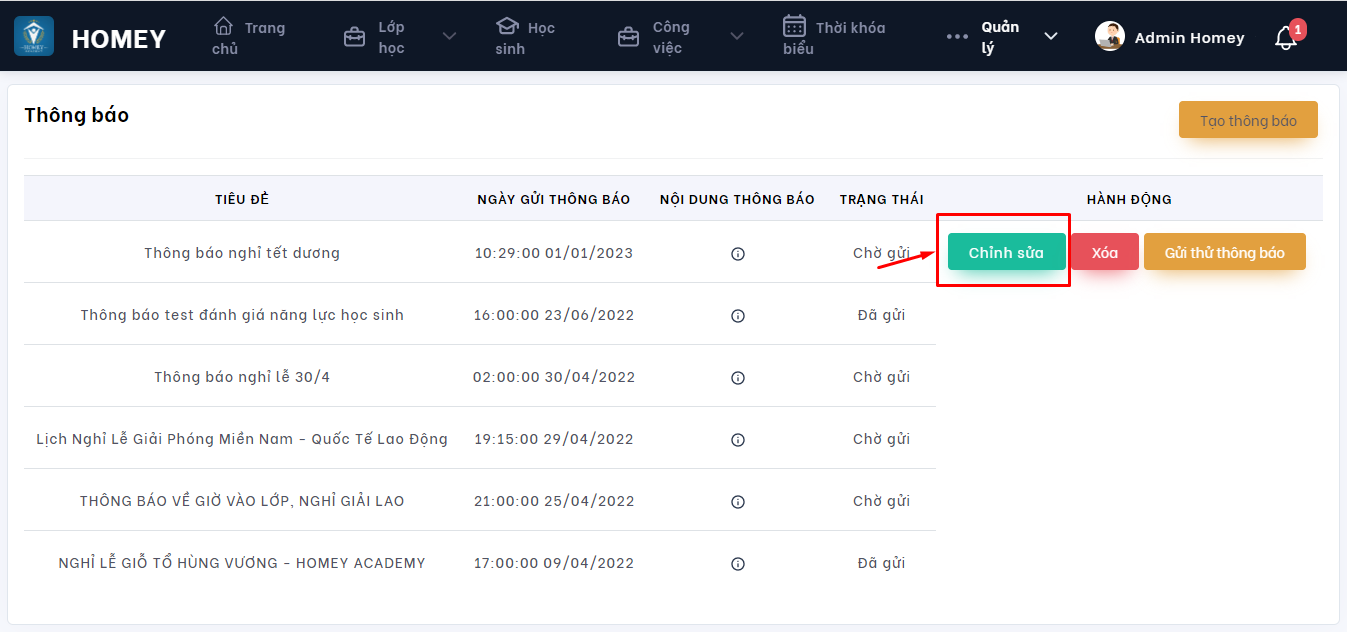 HOMEY
Trang
chủ
Lớp
học
Học
sinh
Công
việc
Thời khóa
biểu
Quản
lý
Admin Homey
1
Thông báo
Tạo thông báo
TIÊU ĐỀ NGÀY GỬI THÔNG BÁO NỘI DUNG THÔNG BÁO TRẠNG THÁI HÀNH ĐỘNG
Thông báo nghỉ tết dương 10:29:00 01/01/2023 Chờ gửi Chỉnh sửa Xóa Gửi thử thông báo
Thông báo test đánh giá năng lực học sinh 16:00:00 23/06/2022 Đã gửi
Thông báo nghỉ lễ 30/4 02:00:00 30/04/2022 Chờ gửi
Lịch Nghỉ Lễ Giải Phóng Miền Nam - Quốc Tế Lao Động 19:15:00 29/04/2022 Chờ gửi
THÔNG BÁO VỀ GIỜ VÀO LỚP, NGHỈ GIẢI LAO 21:00:00 25/04/2022 Chờ gửi
NGHỈ LỄ GIỖ TỔ HÙNG VƯƠNG - HOMEY ACADEMY 17:00:00 09/04/2022 Đã gửi